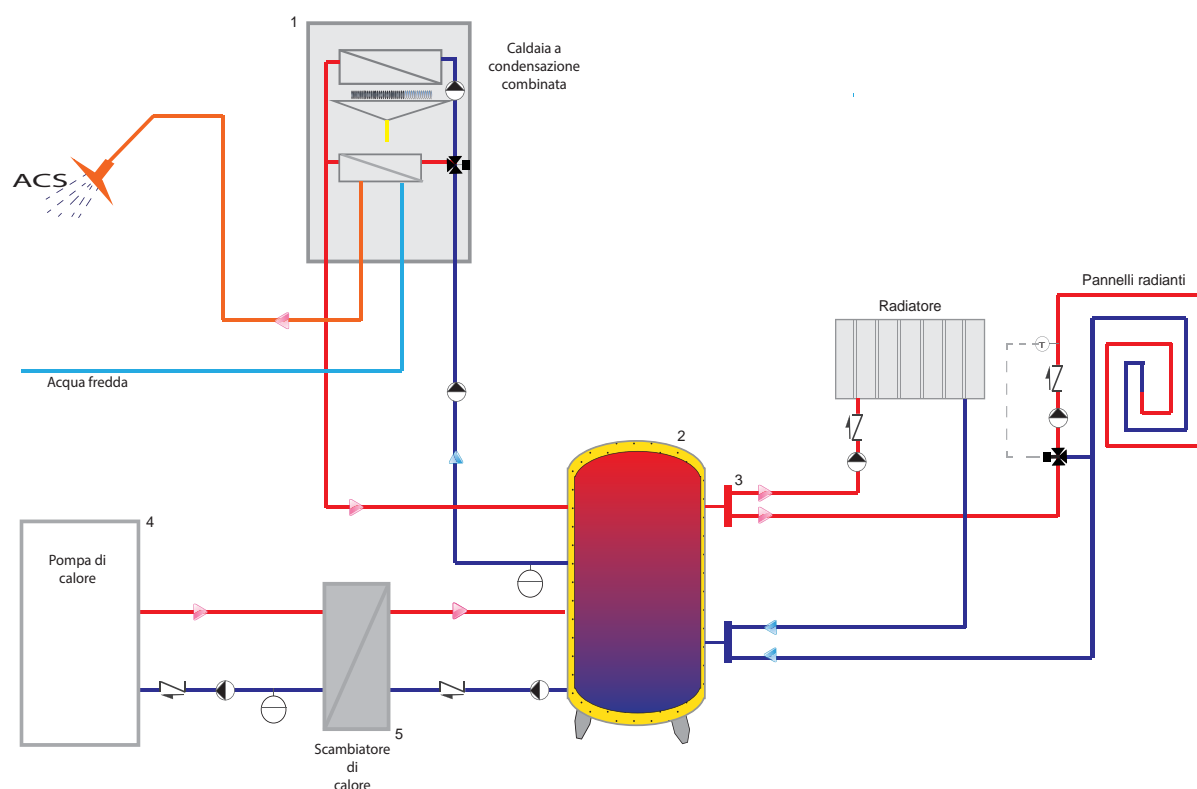 1
Caldaia a
condensazione
combinata
ACS
Acqua fredda
Pannelli radianti
Radiatore
T
2
3
4
Pompa di
calore
5
Scambiatore
di
calore